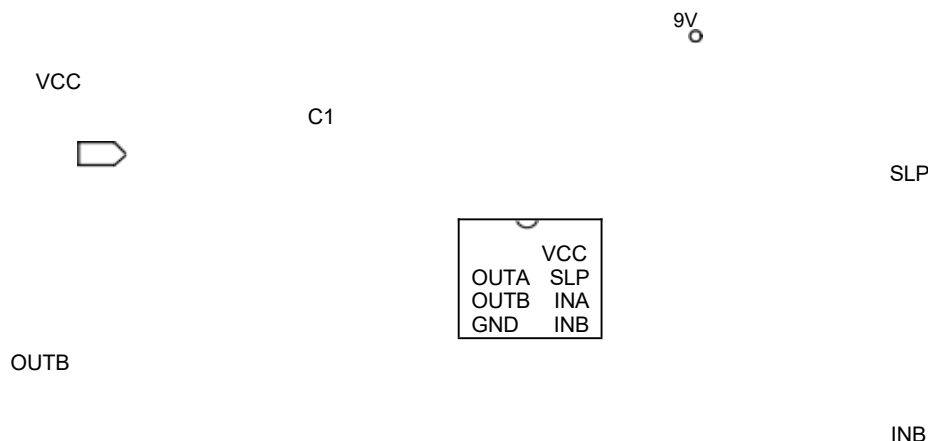 9V
VCC
C1
SLP
VCC
OUTA SLP
OUTB INA
GND INB
OUTB
INB